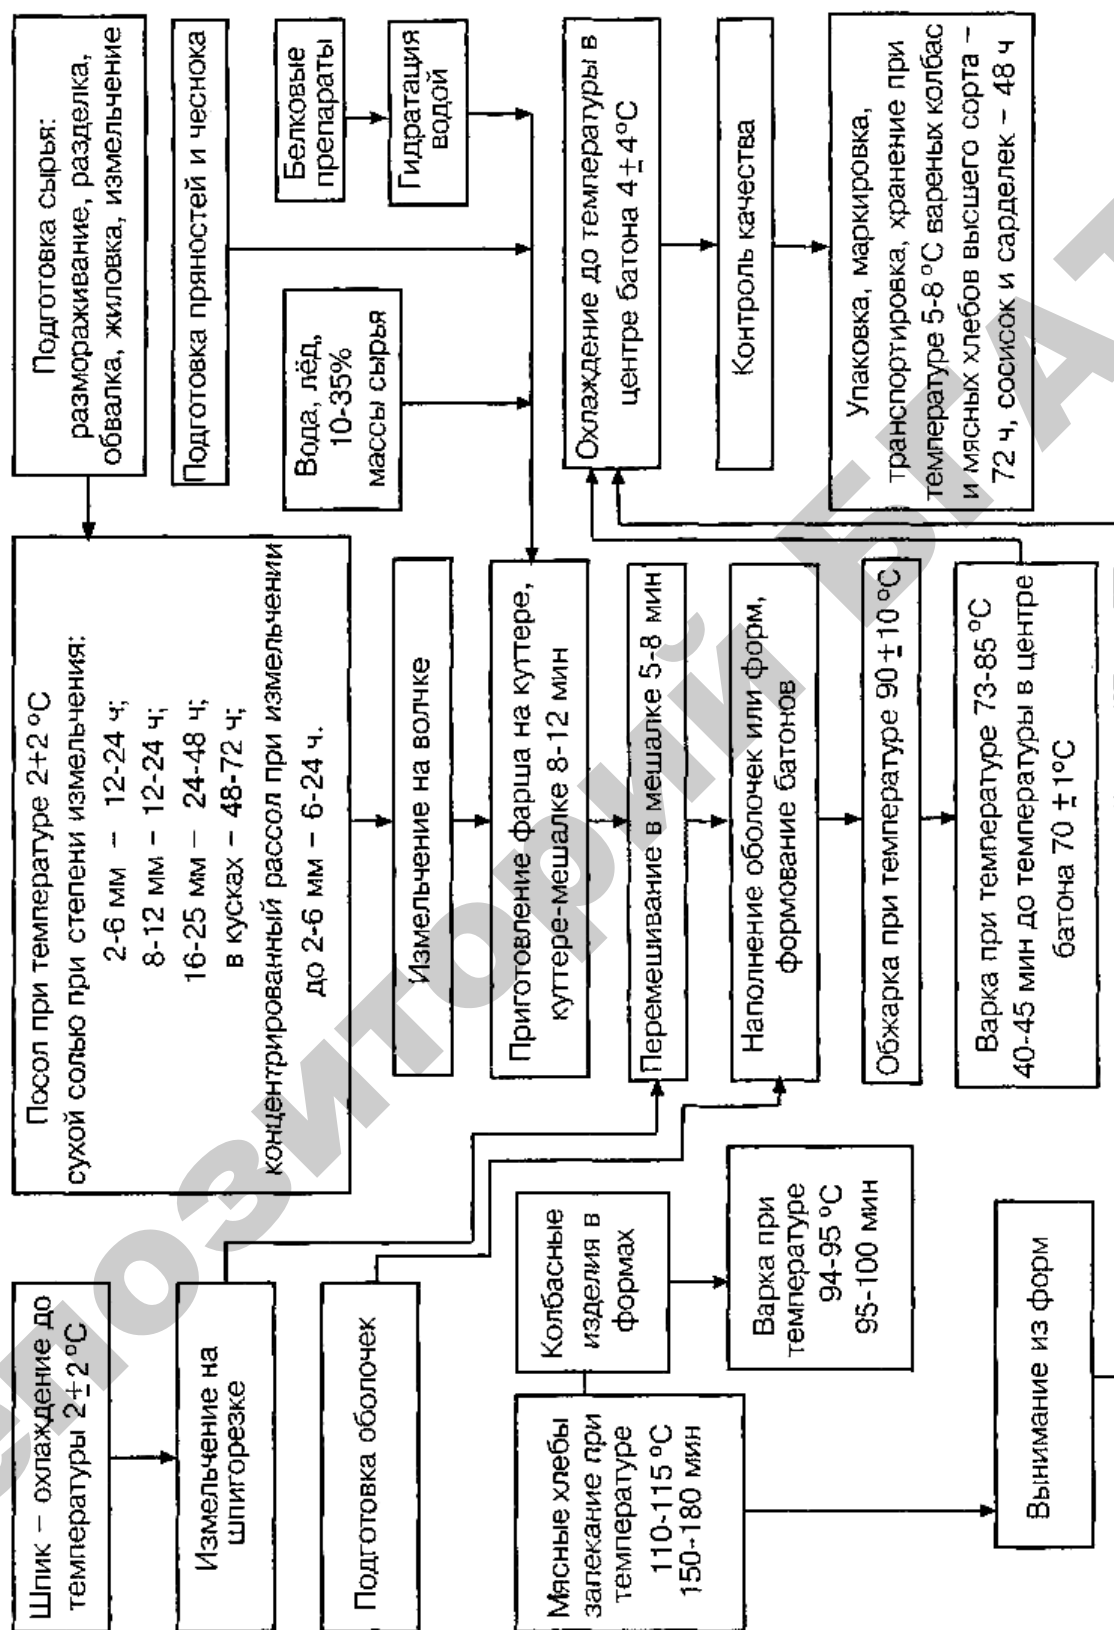 Шпик – охлаждение до
температуры 2±2 °С
Измельчение на
шпигорезке
Подготовка оболочек
Мясные хлебы
запекание при
температуре
110-115 °С
150-180 мин
Колбасные
изделия в
формах
Варка при
температуре
94-95 °С
95-100 мин
Вынимание из форм
Посол при температуре 2+2 °С
сухой солью при степени измельчения:
2-6 мм – 12-24 ч;
8-12 мм – 12-24 ч;
16-25 мм – 24-48 ч;
в кусках – 48-72 ч;
концентрированный рассол при измельчении
до 2-6 мм – 6-24 ч.
Измельчение на волчке
Приготовление фарша на куттере,
куттере-мешалке 8-12 мин
Перемешивание в мешалке 5-8 мин
Наполнение оболочек или форм,
формование батонов
Обжарка при температуре 90±10 °С
Варка при температуре 73-85 °С
40-45 мин до температуры в центре
батона 70 ±1°С
Подготовка сырья:
размораживание, разделка,
обвалка, жиловка, измельчение
Подготовка пряностей и чеснока
Белковые
препараты
Гидратация
водой
Вода, лёд,
10-35%
массы сырья
Охлаждение до температуры в
центре батона 4±4°С
Контроль качества
Упаковка, маркировка,
транспортировка, хранение при
температуре 5-8 °С вареных колбас
и мясных хлебов высшего сорта –
72 ч, сосисок и сарделек – 48 ч
епозиторий БГАТ